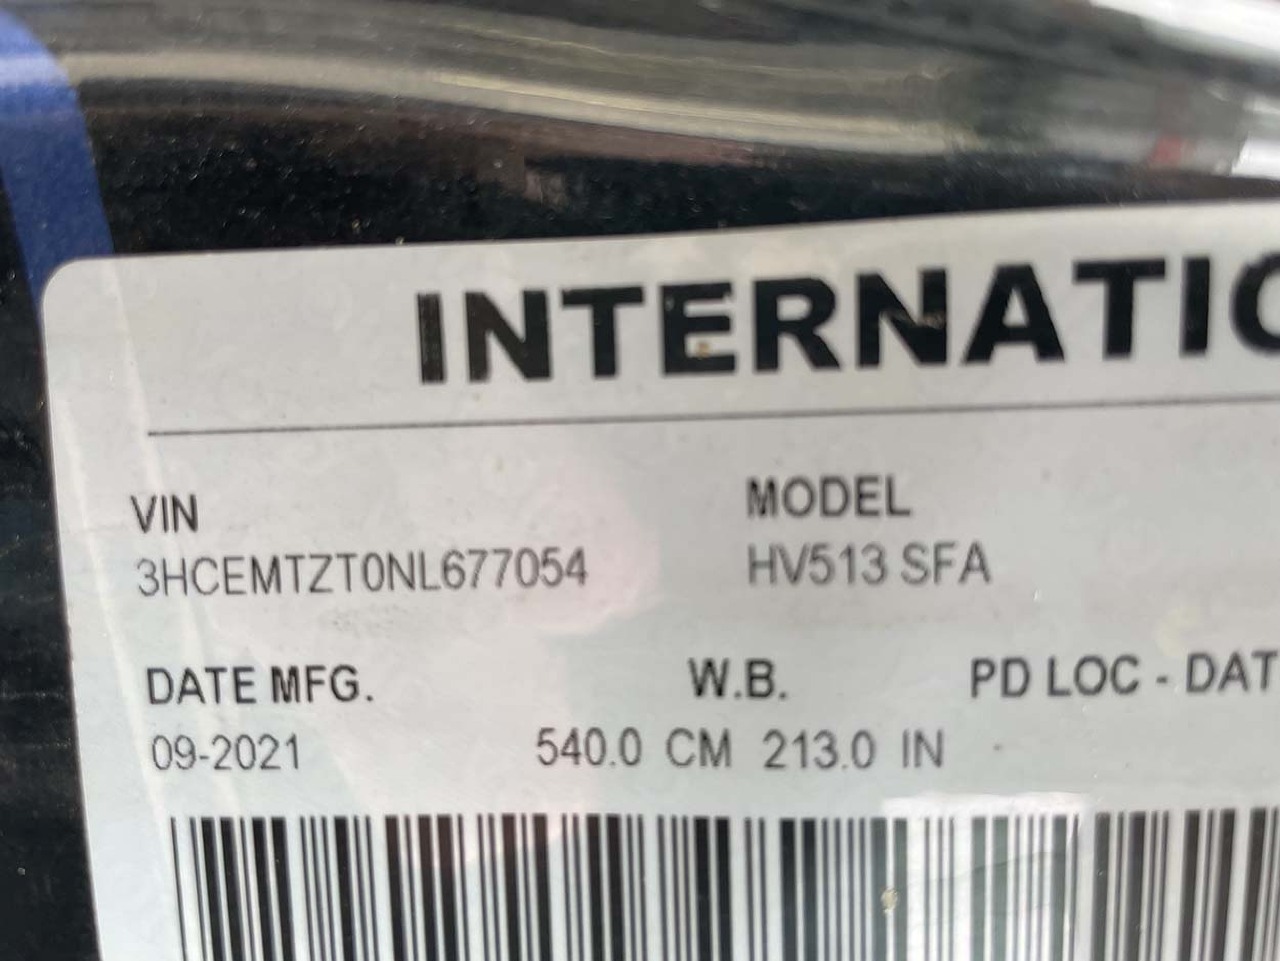 INTERNATIO
VIN MODEL
3HCEMTZT0NL677054 HV513 SFA
DATE MFG. W.B. PD LOC - DAT
09-2021 540.0 CM 213.0 IN